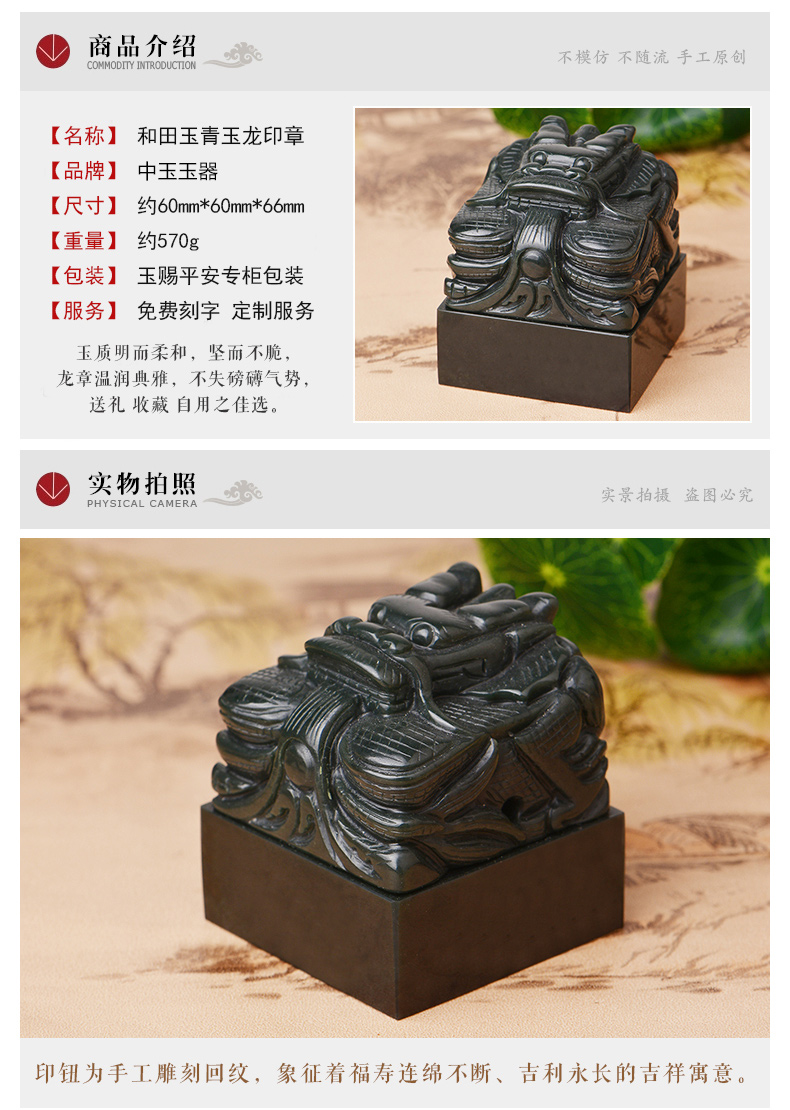 商品介绍
COMMODITY INTRODUCTION
不模仿 不随流 手工原创
【名称】 和田玉青玉龙印章
【品牌】 中玉玉器
【尺寸】 约60mm*60mm*66mm
【重量】 约570g
【包装】 玉赐平安专柜包装
【服务】 免费刻字 定制服务
玉质明而柔和，坚而不脆，
龙章温润典雅，不失磅礴气势，
送礼 收藏 自用之佳选。
实物拍照
PHYSICAL CAMERA
实景拍摄 盗图必究
印钮为手工雕刻回纹，象征着福寿连绵不断、吉利永长的吉祥寓意。